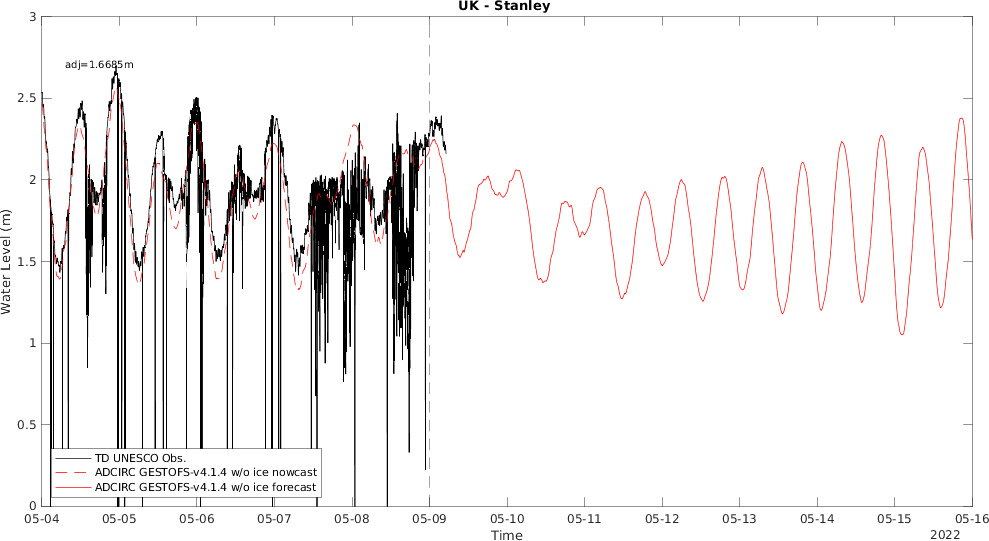 UK - Stanley
3
2.5
2
1.5
1
0.5
0
Water Level (m)
adj=1.6685m
TD UNESCO Obs.
ADCIRC GESTOFS-v4.1.4 w/o ice nowcast
ADCIRC GESTOFS-v4.1.4 w/o ice forecast
05-04 05-05 05-06 05-07 05-08 05-09 05-10 05-11 05-12 05-13 05-14 05-15 05-16
Time
2022